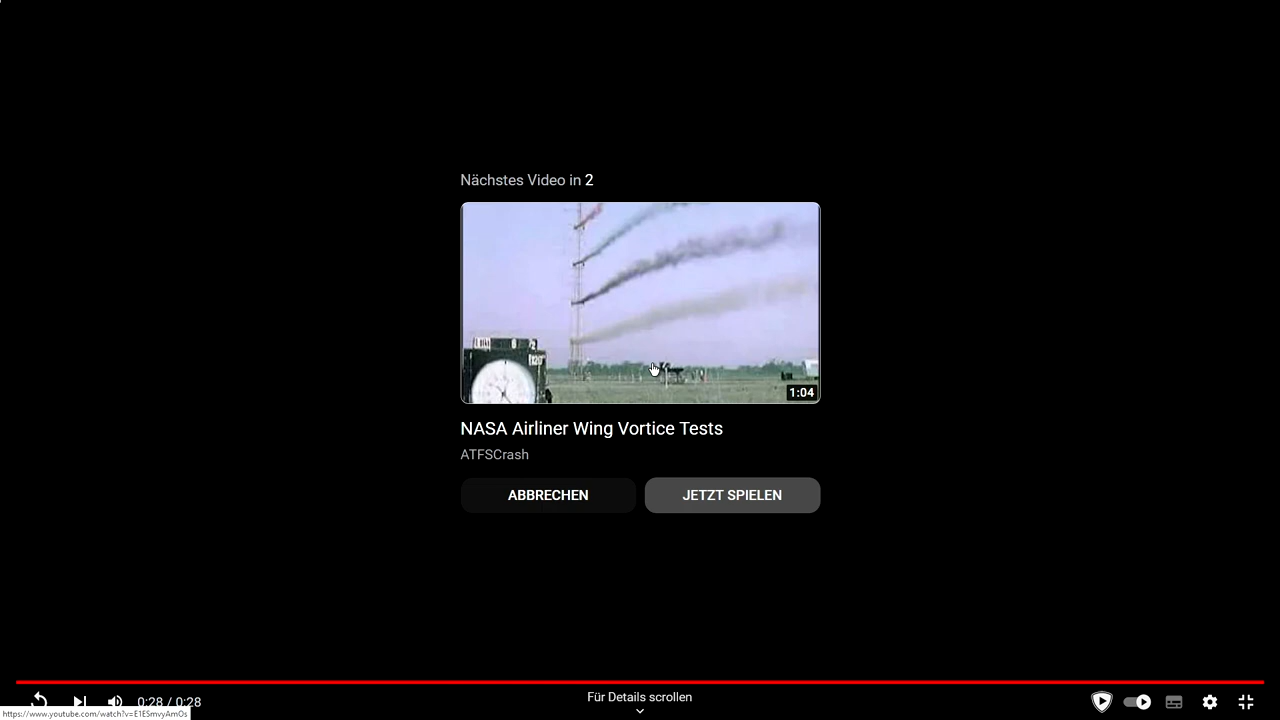 Nächstes Video in 2
1:04
NASA Airliner Wing Vortice Tests
ATFSCrash
ABBRECHEN
JETZT SPIELEN
0:28 / 0:28
Für Details scrollen
https://www.youtube.com/watch?v=E1ESmvyAmOs